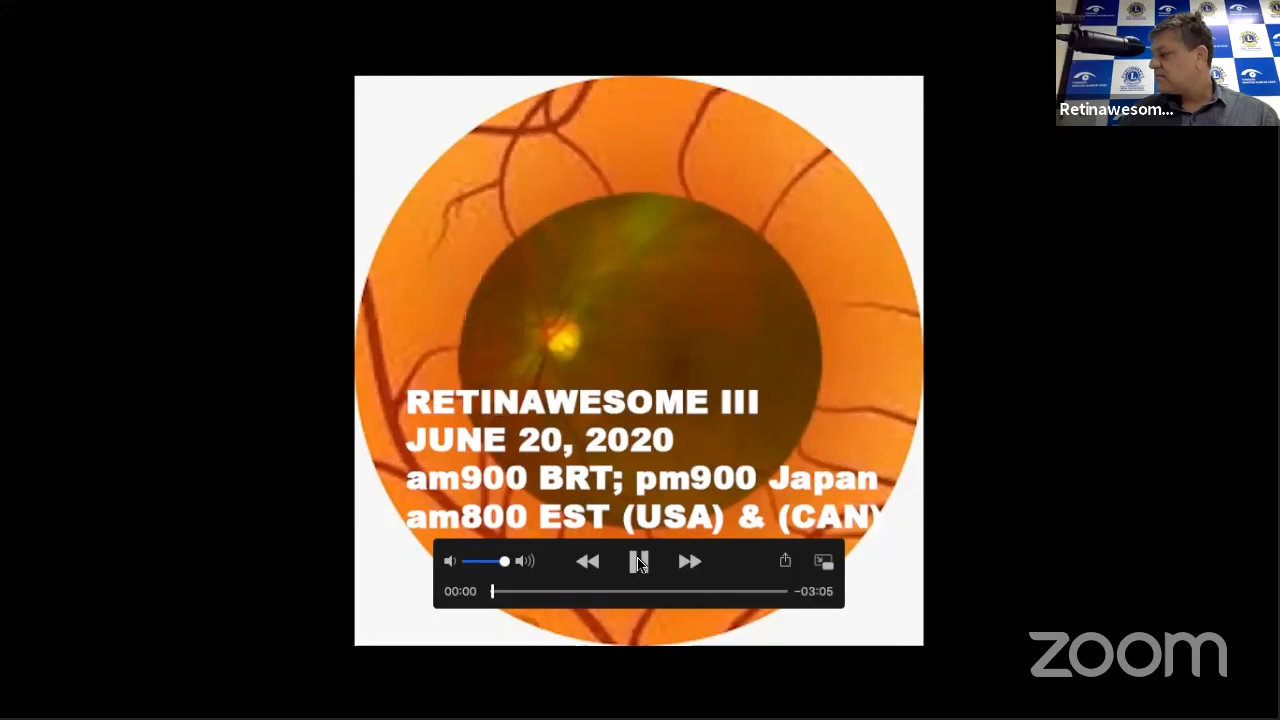 Retinawesom...
RETINAWESOME III
JUNE 20, 2020
am900 BRT; pm900 Japan
am800 EST (USA) & (CAN)
00:00
-03:05
zoom